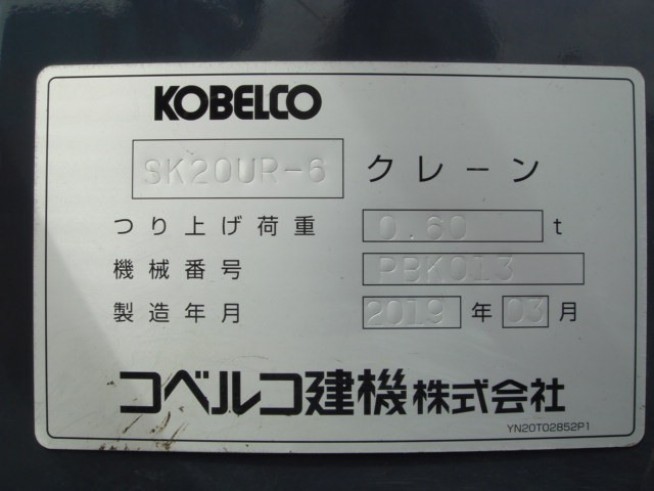 KOBELCO
SK20UR-6 クレーン
つり上げ荷重 0.60 t
機械番号 PBK013
製造年月 2019 年 03 月
コベルコ建機株式会社
YN20T02852P1